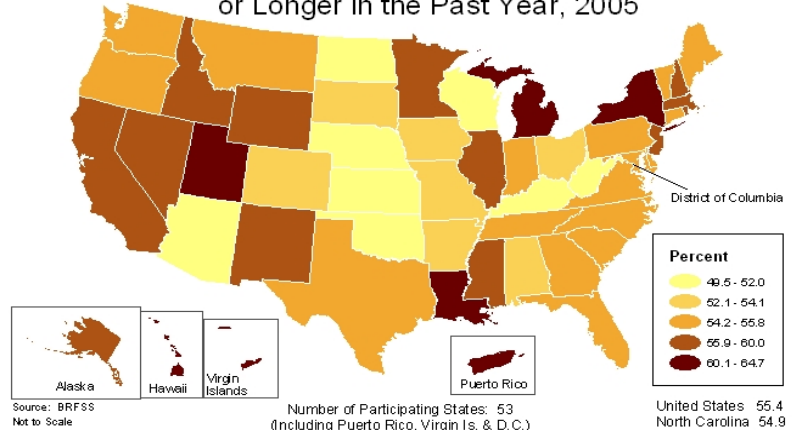 or Longer in the Past Year, 2005
District of Columbia
Percent
49.5 - 52.0
52.1 - 54.1
54.2 - 55.8
55.9 - 60.0
60.1 - 64.7
Alaska
Hawaii
Virgin
Islands
Puerto Rico
Source: BRFSS
Not to Scale
Number of Participating States: 53
(Including Puerto Rico, Virgin Is. & D.C.)
United States 55.4
North Carolina 54.9